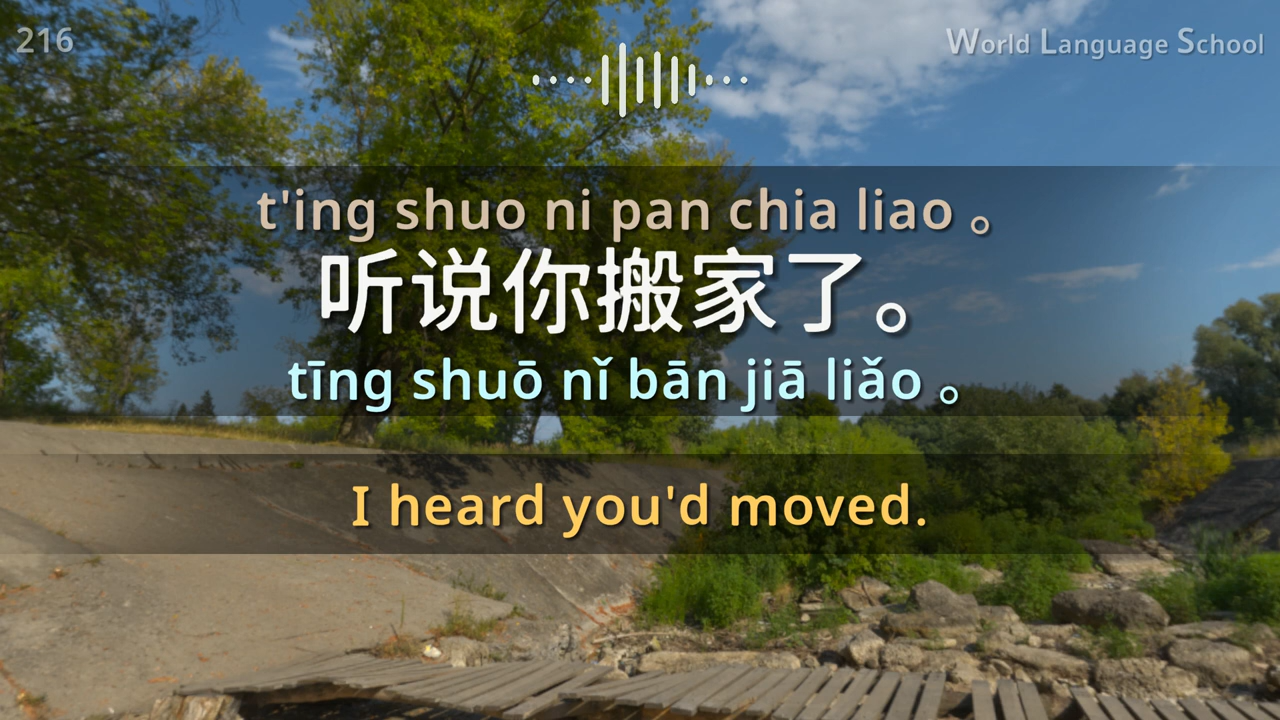 216
World Language School
t'ing shuo ni pan chia liao 。
听说你搬家了。
tīng shuō nǐ bān jiā liǎo 。
I heard you'd moved.